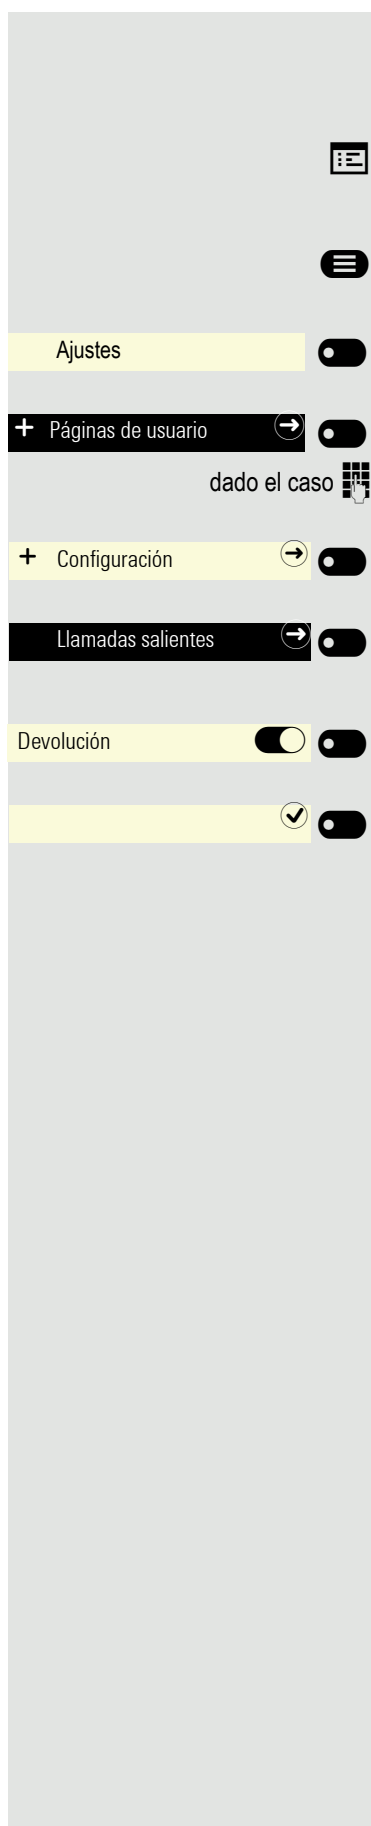 Ajustes
+ Páginas de usuario
dado el caso
+ Configuración
Llamadas salientes
Devolución